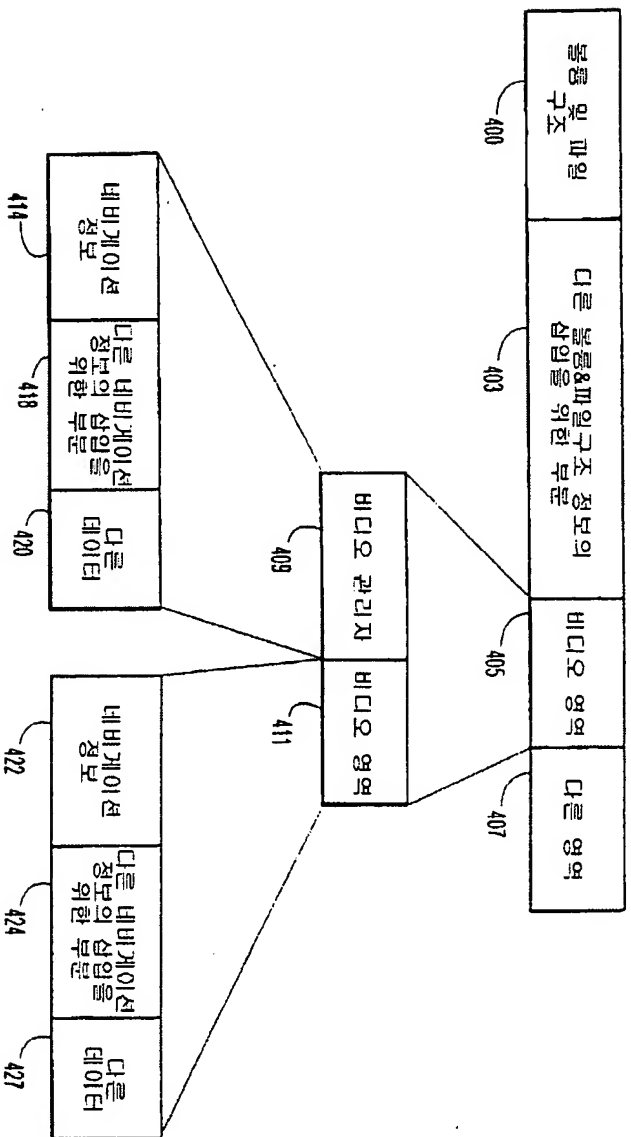 볼륨 및 파일
구조
400
다른 볼륨&파일구조 정보의
삽입을 위한 부분
403
비디오 영역
405
다른 영역
407
비디오 관리자
409
비디오 영역
411
네비게이션
정보
414
다른 네비게이션
정보의 삽입을
위한 부분
418
다른
데이터
420
네비게이션
정보
422
다른 네비게이션
정보의 삽입을
위한 부분
424
다른
데이터
427